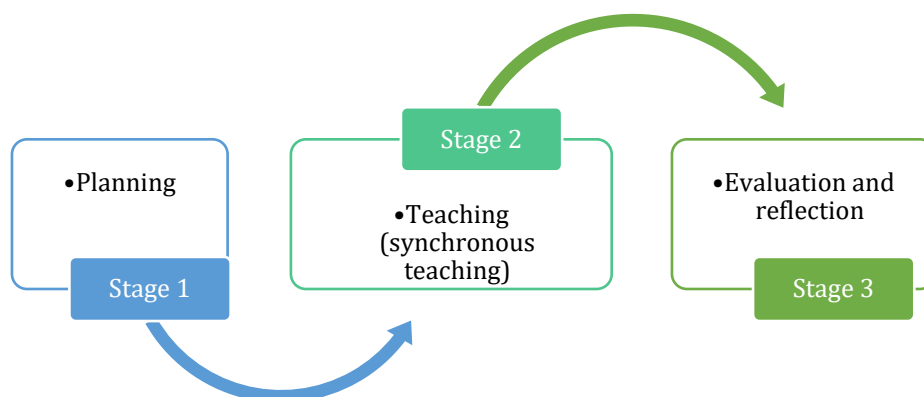 •Planning
Stage 1
Stage 2
•Teaching
(synchronous
teaching)
•Evaluation and
reflection
Stage 3